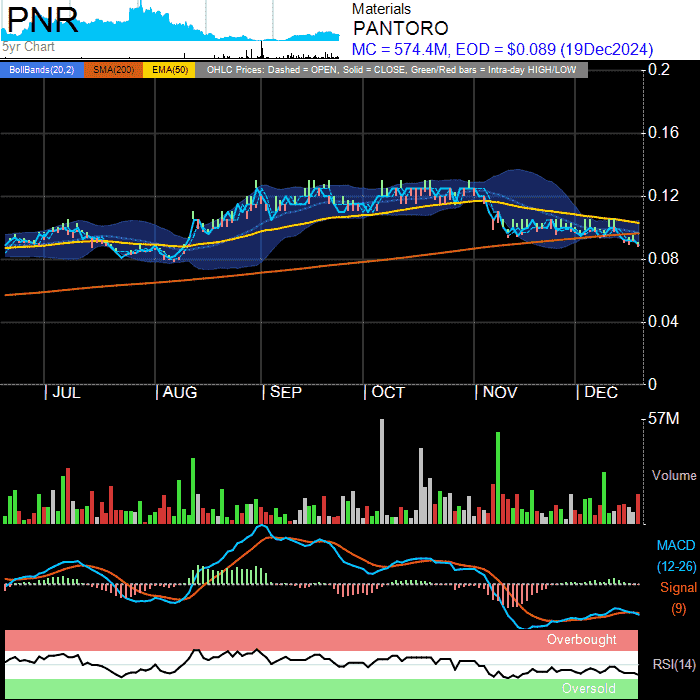 PNR
5yr Chart
Materials
PANTORO
MC = 574.4M, EOD = $0.089 (19Dec2024)
BollBands(20,2) SMA(200) EMA(50) OHLC Prices: Dashed = OPEN, Solid = CLOSE, Green/Red bars = Intra-day HIGH/LOW
0.2
0.16
0.12
0.08
0.04
0
JUL AUG SEP OCT NOV DEC
57M
Volume
MACD
(12-26)
Signal
(9)
Overbought
RSI(14)
Oversold